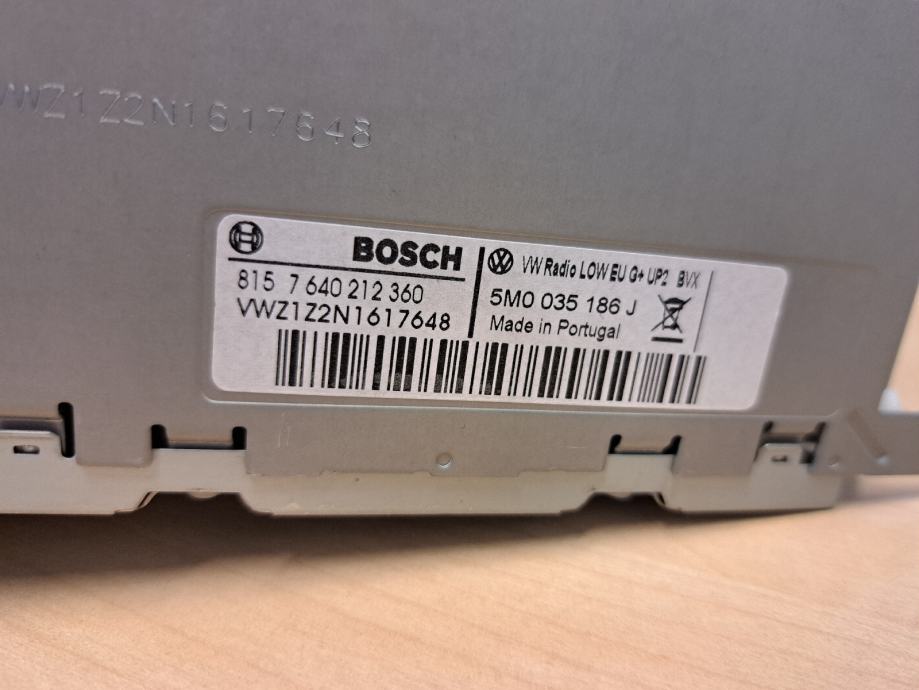 VWZ1Z2N1617648
BOSCH
815 7 640 212 360
VWZ1Z2N1617648
VW Radio LOW EU G+ UP2 BVX
5M0 035 186 J
Made in Portugal